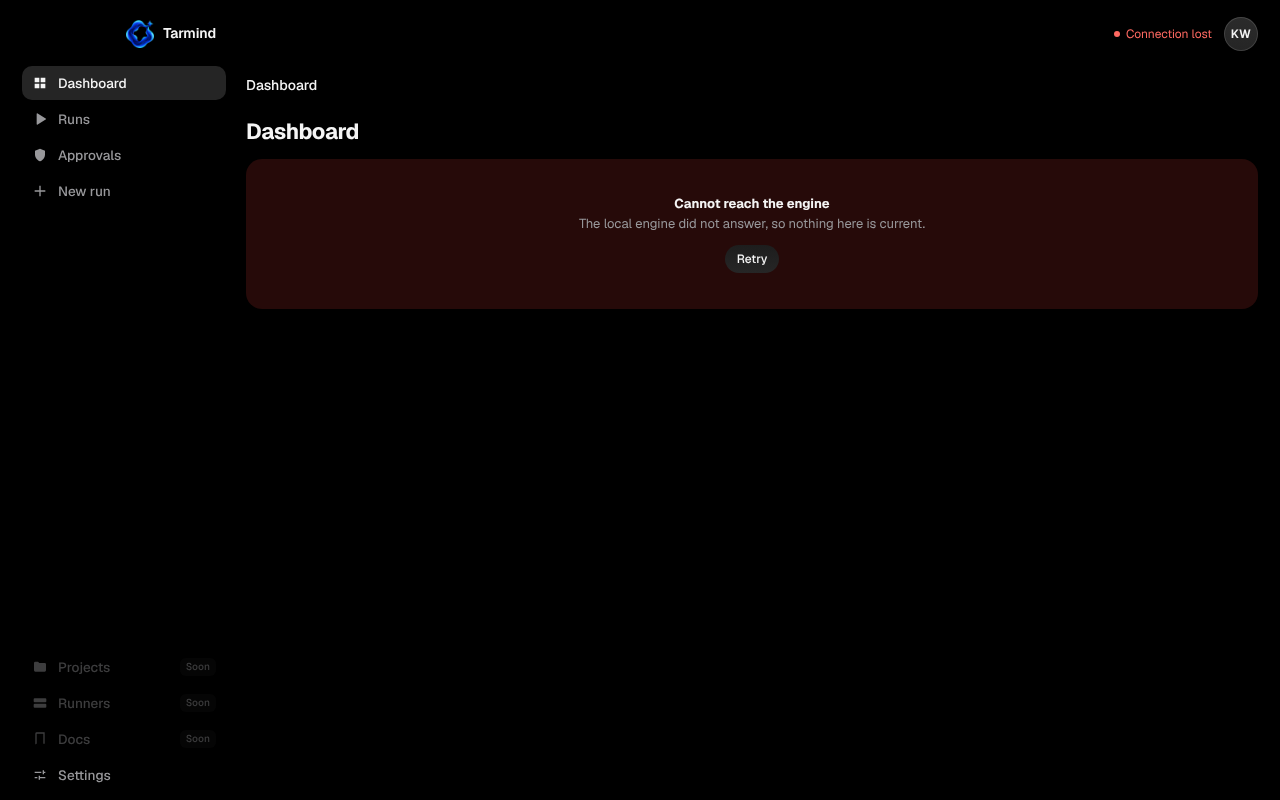 Tarmind
Connection lost
KW
Dashboard
Runs
Approvals
New run
Dashboard
Dashboard
Cannot reach the engine
The local engine did not answer, so nothing here is current.
Retry
Projects Soon
Runners Soon
Docs Soon
Settings